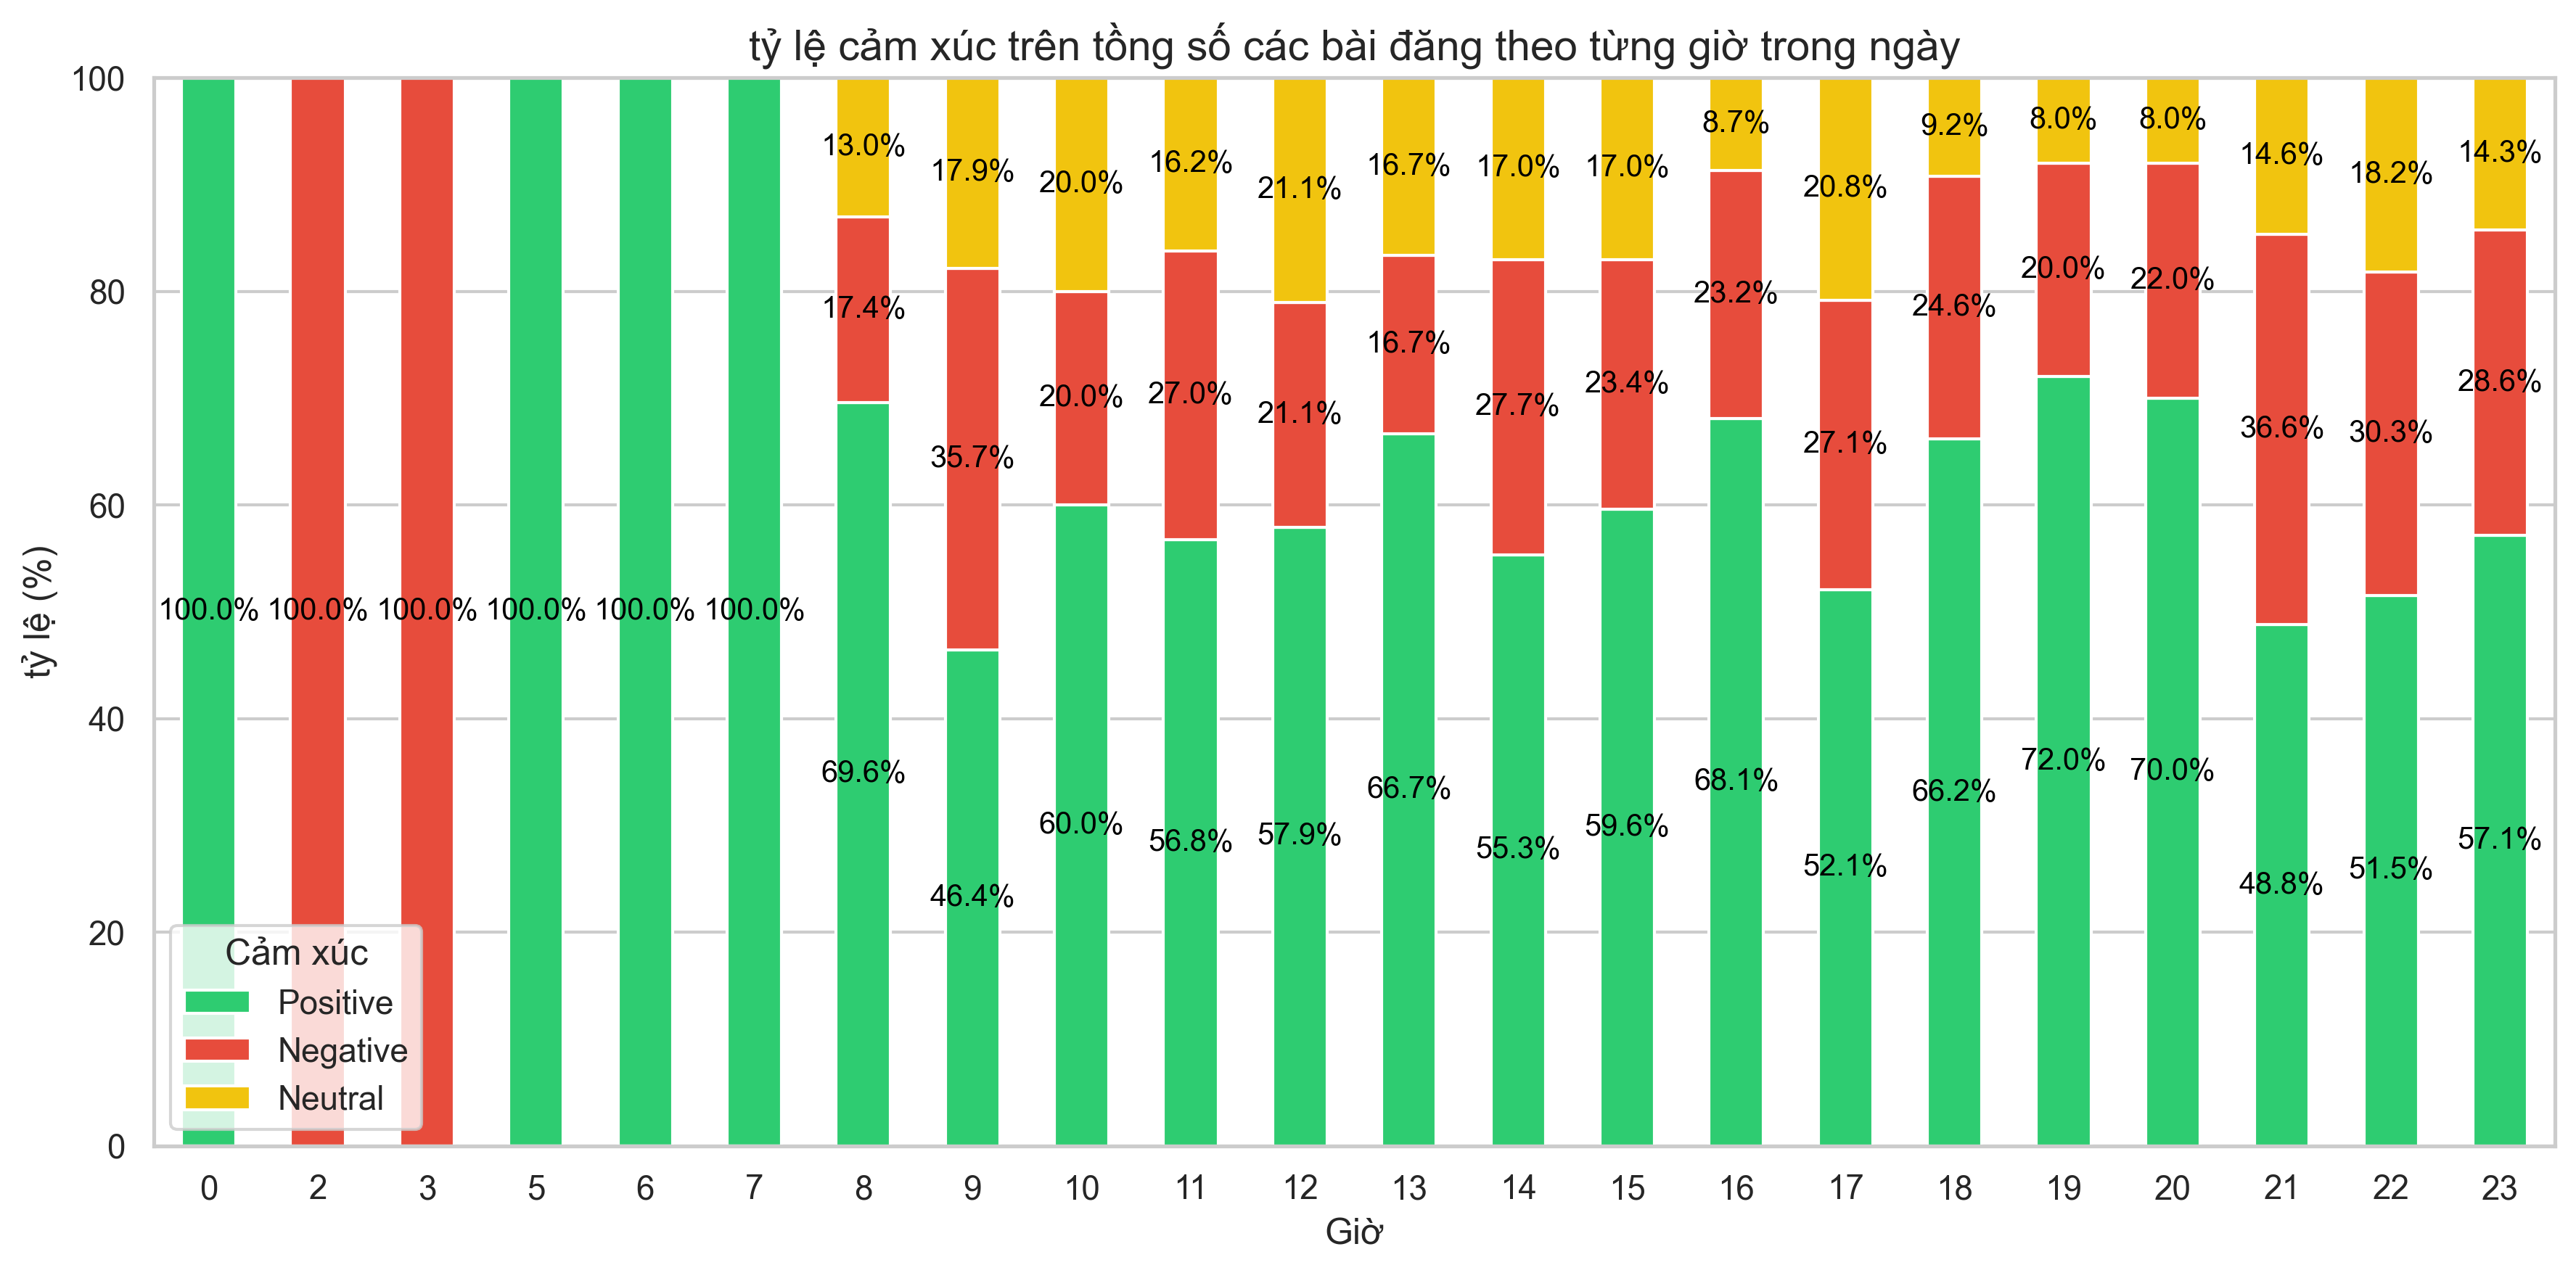 tỷ lệ cảm xúc trên tổng số các bài đăng theo từng giờ trong ngày
tỷ lệ (%)
100
80
60
40
20
0
13.0% 17.9% 20.0% 16.2% 21.1% 16.7% 17.0% 17.0% 8.7% 20.8% 9.2% 8.0% 8.0% 14.6% 18.2% 14.3%
17.4% 35.7% 20.0% 27.0% 21.1% 16.7% 27.7% 23.4% 23.2% 27.1% 24.6% 20.0% 22.0% 36.6% 30.3% 28.6%
100.0% 100.0% 100.0% 100.0% 100.0% 100.0% 69.6% 46.4% 60.0% 56.8% 57.9% 66.7% 55.3% 59.6% 68.1% 52.1% 66.2% 72.0% 70.0% 48.8% 51.5% 57.1%
Cảm xúc
Positive
Negative
Neutral
0 2 3 5 6 7 8 9 10 11 12 13 14 15 16 17 18 19 20 21 22 23
Giờ